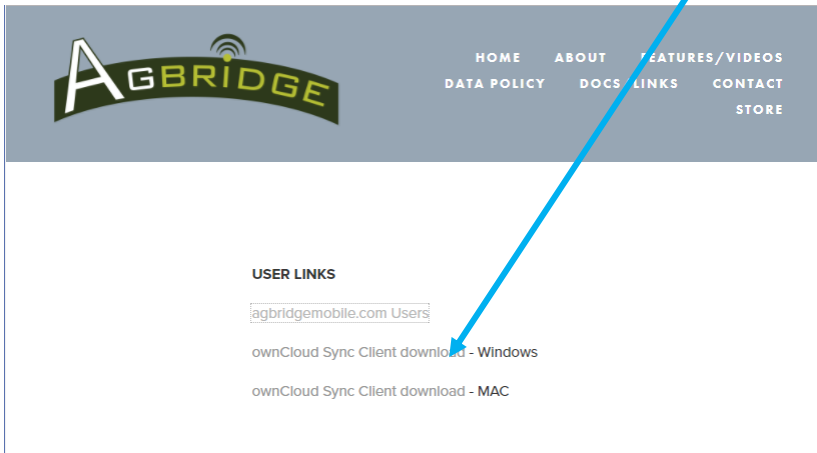 AGBRIDGE
HOME ABOUT FEATURES/VIDEOS
DATA POLICY DOCS LINKS CONTACT
STORE
USER LINKS
agbridgemobile.com Users
ownCloud Sync Client download - Windows
ownCloud Sync Client download - MAC